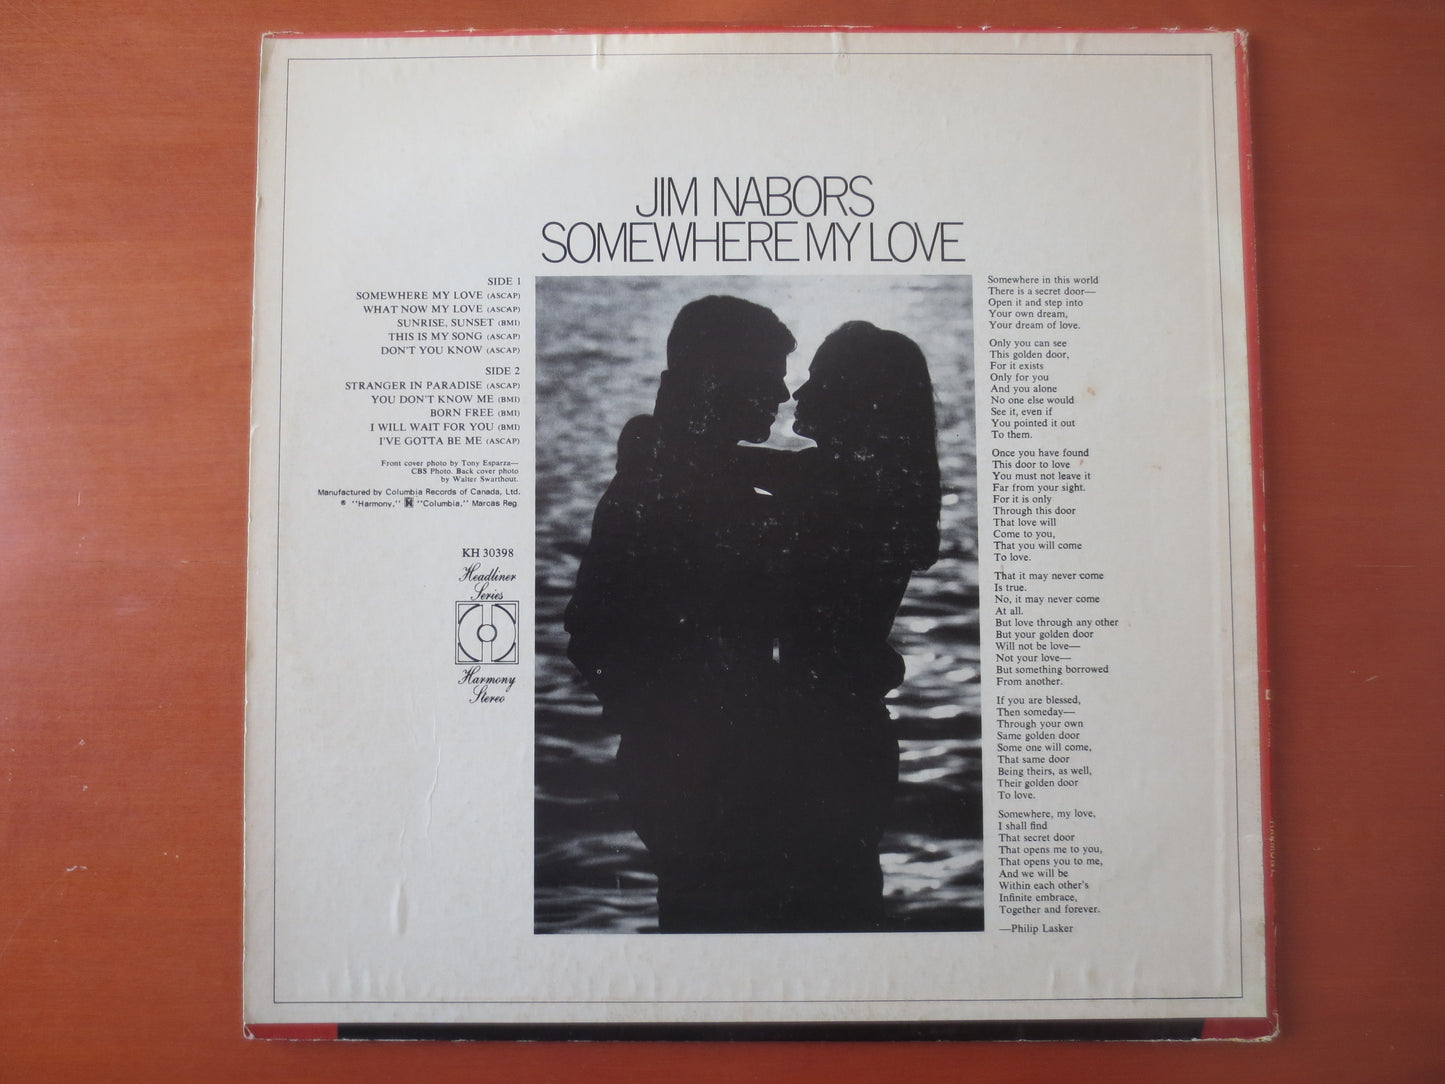 JIM NABORS
SOMEWHERE MY LOVE
SIDE 1
SOMEWHERE MY LOVE (ASCAP)
WHAT NOW MY LOVE (ASCAP)
SUNRISE, SUNSET (BMI)
THIS IS MY SONG (ASCAP)
DON'T YOU KNOW (ASCAP)
SIDE 2
STRANGER IN PARADISE (ASCAP)
YOU DON'T KNOW ME (BMI)
BORN FREE (BMI)
I WILL WAIT FOR YOU (BMI)
I'VE GOTTA BE ME (ASCAP)
Front cover photo by Tony Esparza—
CBS Photo. Back cover photo
by Walter Swarthout.
Manufactured by Columbia Records of Canada, Ltd.
® "Harmony," "Columbia," Marcas Reg.
KH 30398
Headliner
Series
Harmony
Stereo
Somewhere in this world
There is a secret door—
Open it and step into
Your own dream,
Your dream of love.
Only you can see
This golden door,
For it exists
Only for you
And you alone
No one else would
See it, even if
You pointed it out
To them.
Once you have found
This door to love
You must not leave it
Far from your sight.
For it is only
Through this door
That love will
Come to you,
That you will come
To love.
That it may never come
Is true.
No, it may never come
At all.
But love through any other
But your golden door
Will not be love—
Not your love—
But something borrowed
From another.
If you are blessed,
Then someday—
Through your own
Same golden door
Some one will come,
That same door
Being theirs, as well,
Their golden door
To love.
Somewhere, my love,
I shall find
That secret door
That opens me to you,
That opens you to me,
And we will be
Within each other's
Infinite embrace,
Together and forever.
—Philip Lasker